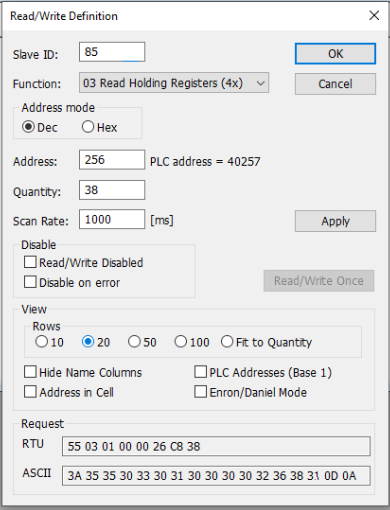 Read/Write Definition
Slave ID: 85 OK
Function: 03 Read Holding Registers (4x) Cancel
Address mode
Dec Hex
Address: 256 PLC address = 40257
Quantity: 38
Scan Rate: 1000 [ms] Apply
Disable
Read/Write Disabled
Disable on error Read/Write Once
View
Rows
10 20 50 100 Fit to Quantity
Hide Name Columns PLC Addresses (Base 1)
Address in Cell Enron/Daniel Mode
Request
RTU 55 03 01 00 00 26 C8 38
ASCII 3A 35 35 30 33 30 31 30 30 30 30 32 36 38 31 0D 0A